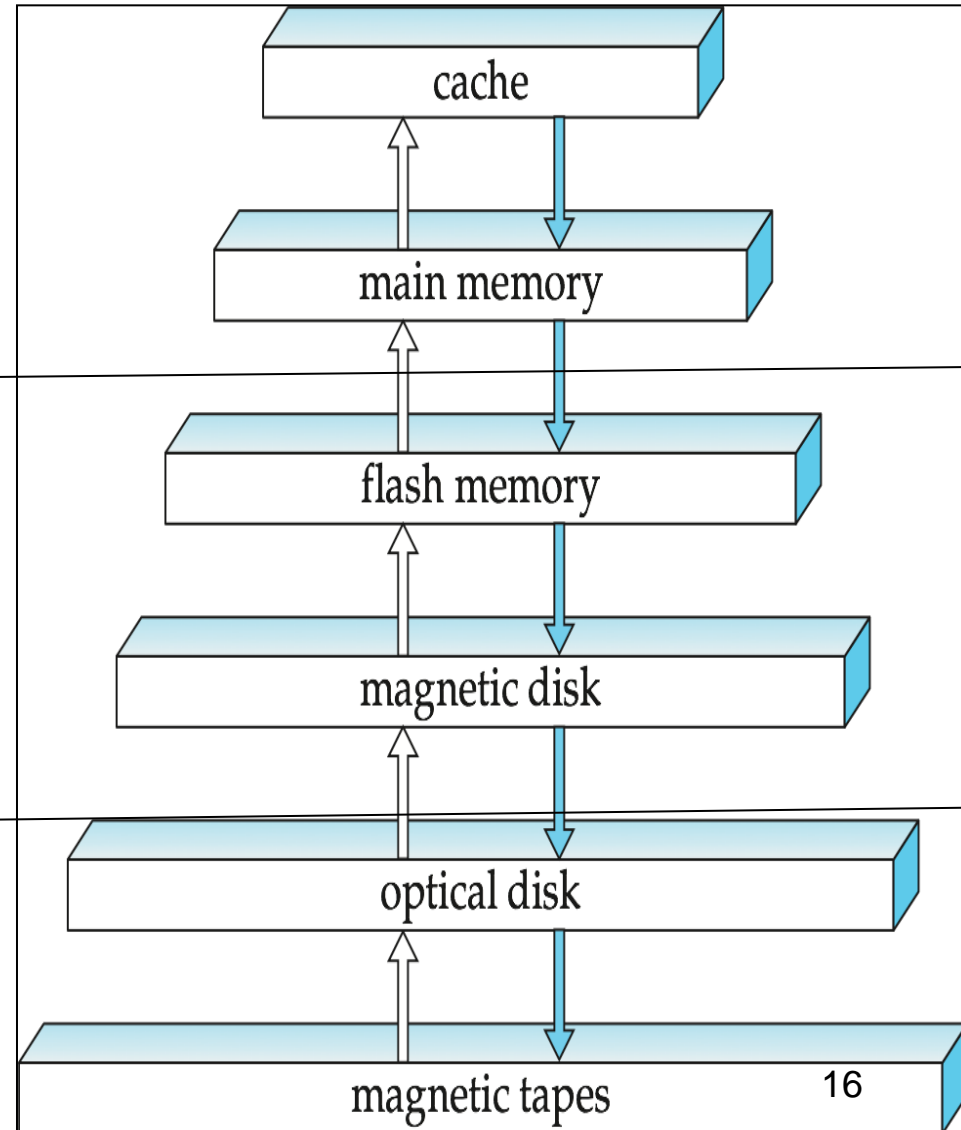 cache
main memory
flash memory
magnetic disk
optical disk
magnetic tapes
16